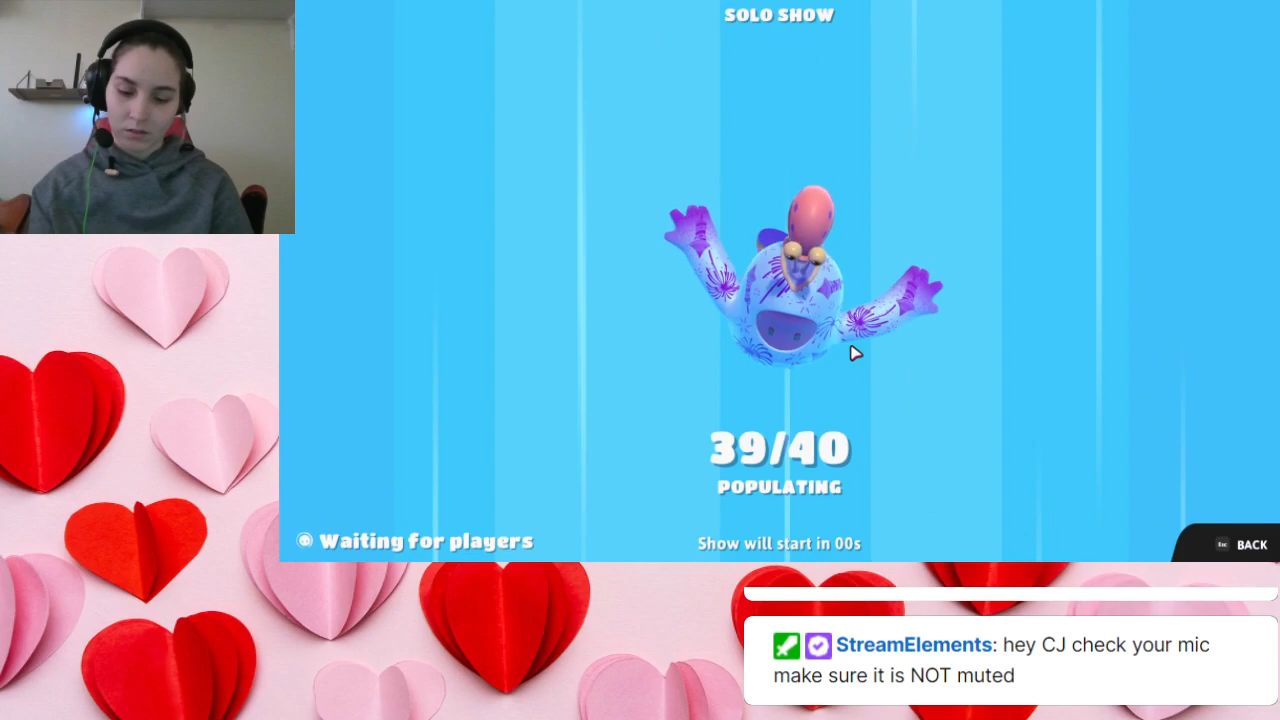 SOLO SHOW
39/40
POPULATING
Waiting for players
Show will start in 00s
Esc BACK
StreamElements: hey CJ check your mic
make sure it is NOT muted